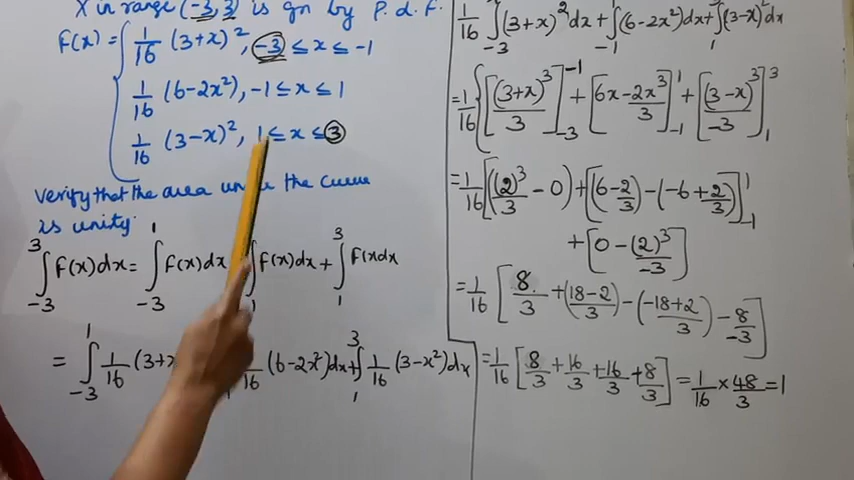 X in range (-3, 3) is gn by P.d.f.
F(x) = { 1/16 (3+x)², -3 ≤ x ≤ -1
1/16 (6-2x²), -1 ≤ x ≤ 1
1/16 (3-x)², 1 ≤ x ≤ 3
Verify that the area the curve
is unity.
∫_{-3}^{3} F(x)dx = ∫_{-3}^{1} F(x)dx ∫ F(x)dx + ∫_{1}^{3} F(x)dx
= ∫_{-3}^{1} 1/16 (3+x (6-2x²)dx + ∫_{1}^{3} 1/16 (3-x²)dx
1/16 ∫_{-3} (3+x)² dx + ∫_{-1} (6-2x²)dx + ∫_{1} (3-x)² dx
= 1/16 { [(3+x)³/3]_{-3}^{-1} + [6x - 2x³/3]_{-1}^{1} + [(3-x)³/-3]_{1}^{3}
= 1/16 [((2)³/3 - 0) + [(6 - 2/3) - (-6 + 2/3)]_{-1}^{1}
+ [0 - (2)³/-3]
= 1/16 [8/3 + (18-2)/3 - (-18+2)/3 - 8/-3]
= 1/16 [8/3 + 16/3 + 16/3 + 8/3] = 1/16 × 48/3 = 1